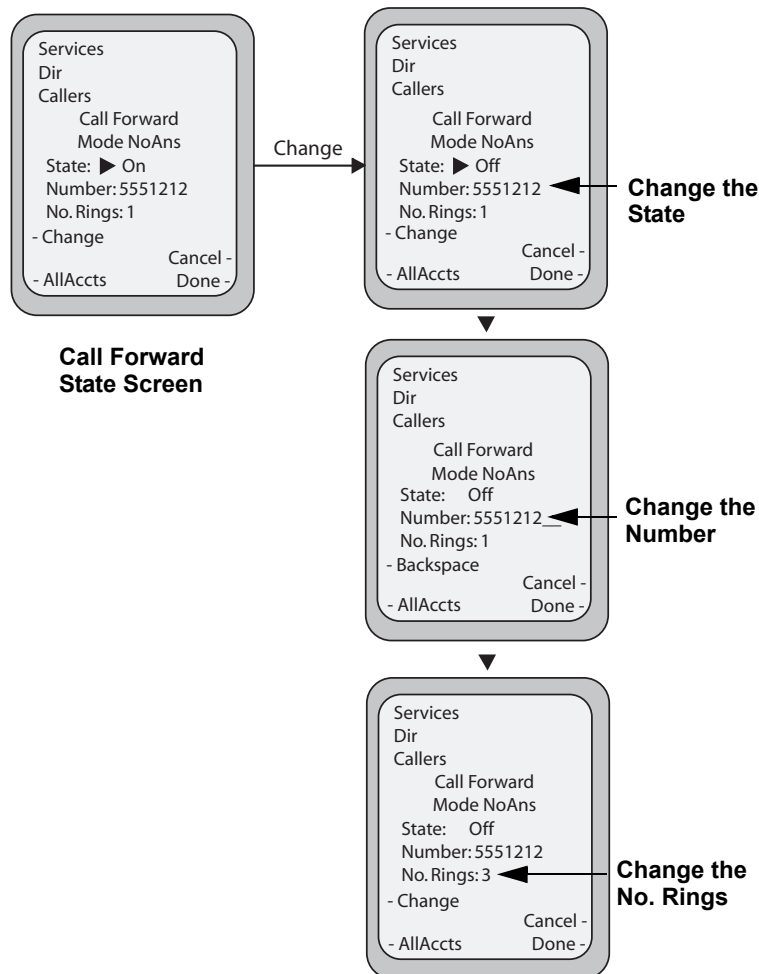 Services
Dir
Callers
Call Forward
Mode NoAns
State: ▶ On
Number: 5551212
No. Rings: 1
- Change
Cancel -
- AllAccts Done -
Call Forward
State Screen
Change
Services
Dir
Callers
Call Forward
Mode NoAns
State: ▶ Off
Number: 5551212
No. Rings: 1
- Change
Cancel -
- AllAccts Done -
Change the
State
Services
Dir
Callers
Call Forward
Mode NoAns
State: Off
Number: 5551212__
No. Rings: 1
- Backspace
Cancel -
- AllAccts Done -
Change the
Number
Services
Dir
Callers
Call Forward
Mode NoAns
State: Off
Number: 5551212
No. Rings: 3
- Change
Cancel -
- AllAccts Done -
Change the
No. Rings